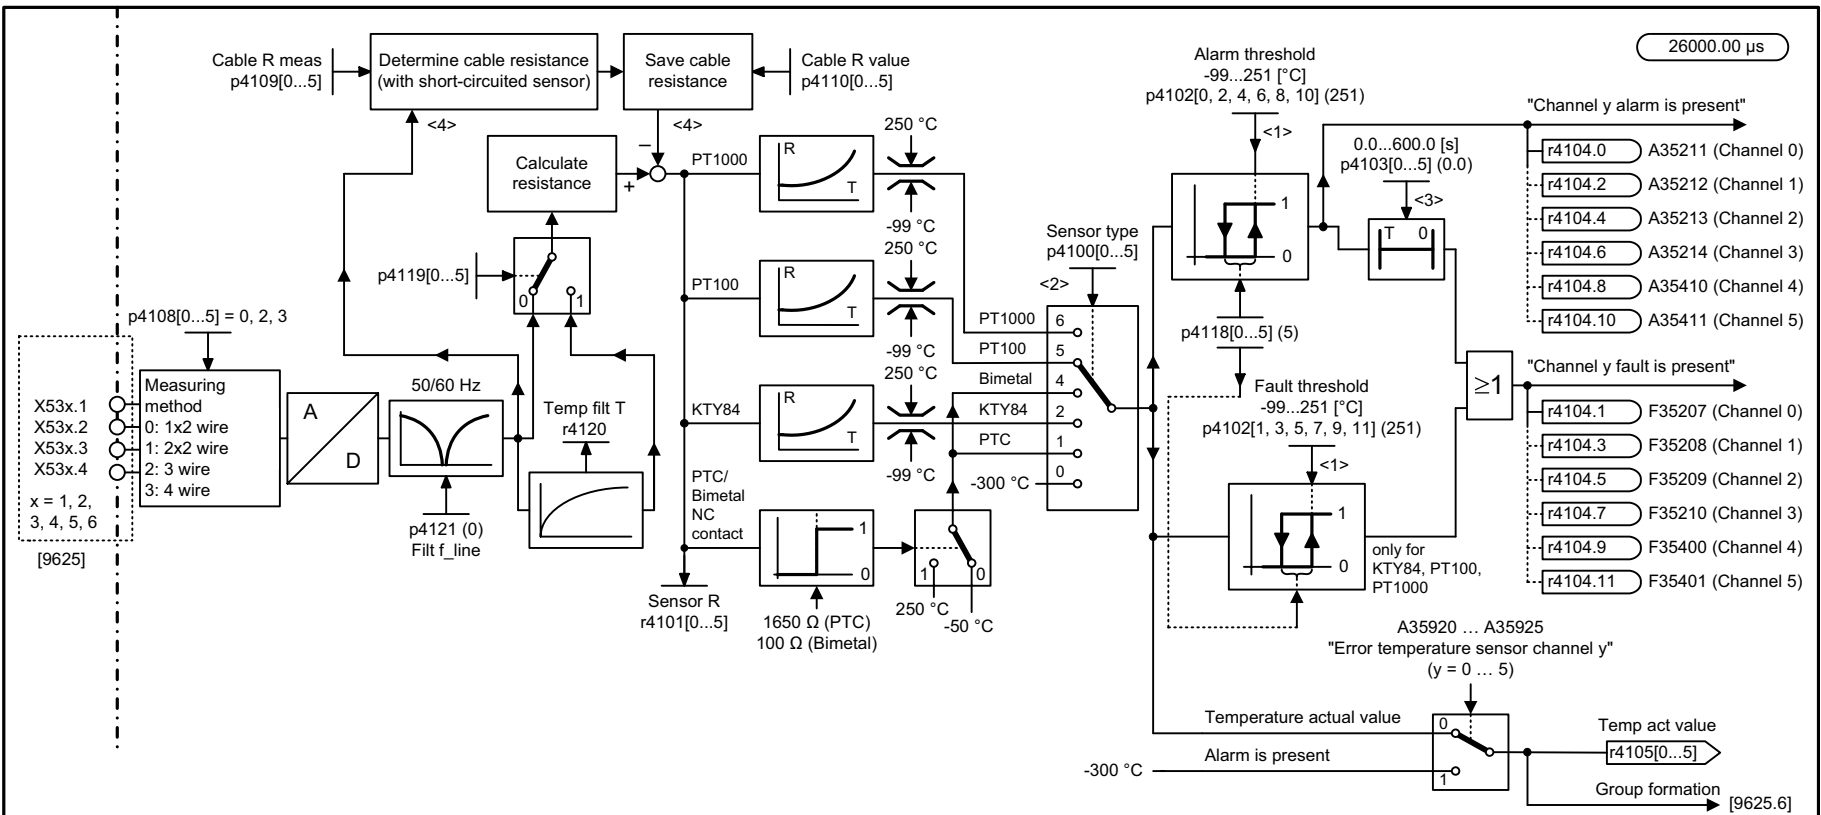 26000.00 µs
Cable R meas
p4109[0...5]
Determine cable resistance
(with short-circuited sensor)
Save cable
resistance
Cable R value
p4110[0...5]
<4>
<4>
Calculate
resistance
–
+
p4119[0...5]
0
1
p4108[0...5] = 0, 2, 3
X53x.1
X53x.2
X53x.3
X53x.4
x = 1, 2,
3, 4, 5, 6
[9625]
Measuring
method
0: 1x2 wire
1: 2x2 wire
2: 3 wire
3: 4 wire
A
D
50/60 Hz
p4121 (0)
Filt f_line
Temp filt T
r4120
PT1000
R
T
250 °C
-99 °C
PT100
R
T
250 °C
-99 °C
KTY84
R
T
250 °C
-99 °C
PTC/
Bimetal
NC
contact
1
0
1650 Ω (PTC)
100 Ω (Bimetal)
Sensor R
r4101[0...5]
1
0
250 °C
-50 °C
Sensor type
p4100[0...5]
<2>
PT1000
6
PT100
5
Bimetal
4
KTY84
2
PTC
1
-300 °C
0
Alarm threshold
-99...251 [°C]
p4102[0, 2, 4, 6, 8, 10] (251)
<1>
1
0
p4118[0...5] (5)
0.0...600.0 [s]
p4103[0...5] (0.0)
<3>
T
0
Fault threshold
-99...251 [°C]
p4102[1, 3, 5, 7, 9, 11] (251)
<1>
1
0
only for
KTY84, PT100,
PT1000
≥1
"Channel y alarm is present"
r4104.0 A35211 (Channel 0)
r4104.2 A35212 (Channel 1)
r4104.4 A35213 (Channel 2)
r4104.6 A35214 (Channel 3)
r4104.8 A35410 (Channel 4)
r4104.10 A35411 (Channel 5)
"Channel y fault is present"
r4104.1 F35207 (Channel 0)
r4104.3 F35208 (Channel 1)
r4104.5 F35209 (Channel 2)
r4104.7 F35210 (Channel 3)
r4104.9 F35400 (Channel 4)
r4104.11 F35401 (Channel 5)
A35920 ... A35925
"Error temperature sensor channel y"
(y = 0 ... 5)
Temperature actual value
0
Alarm is present
-300 °C
1
Temp act value
r4105[0...5]
Group formation
[9625.6]